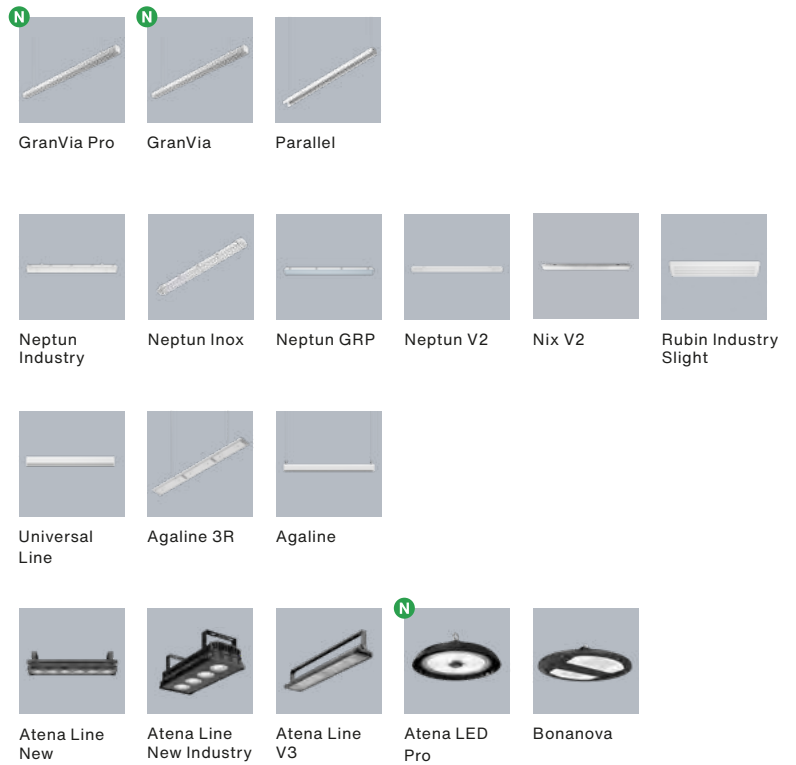 N
N
GranVia Pro
GranVia
Parallel
Neptun
Industry
Neptun Inox
Neptun GRP
Neptun V2
Nix V2
Rubin Industry
Slight
Universal
Line
Agaline 3R
Agaline
N
Atena Line
New
Atena Line
New Industry
Atena Line
V3
Atena LED
Pro
Bonanova